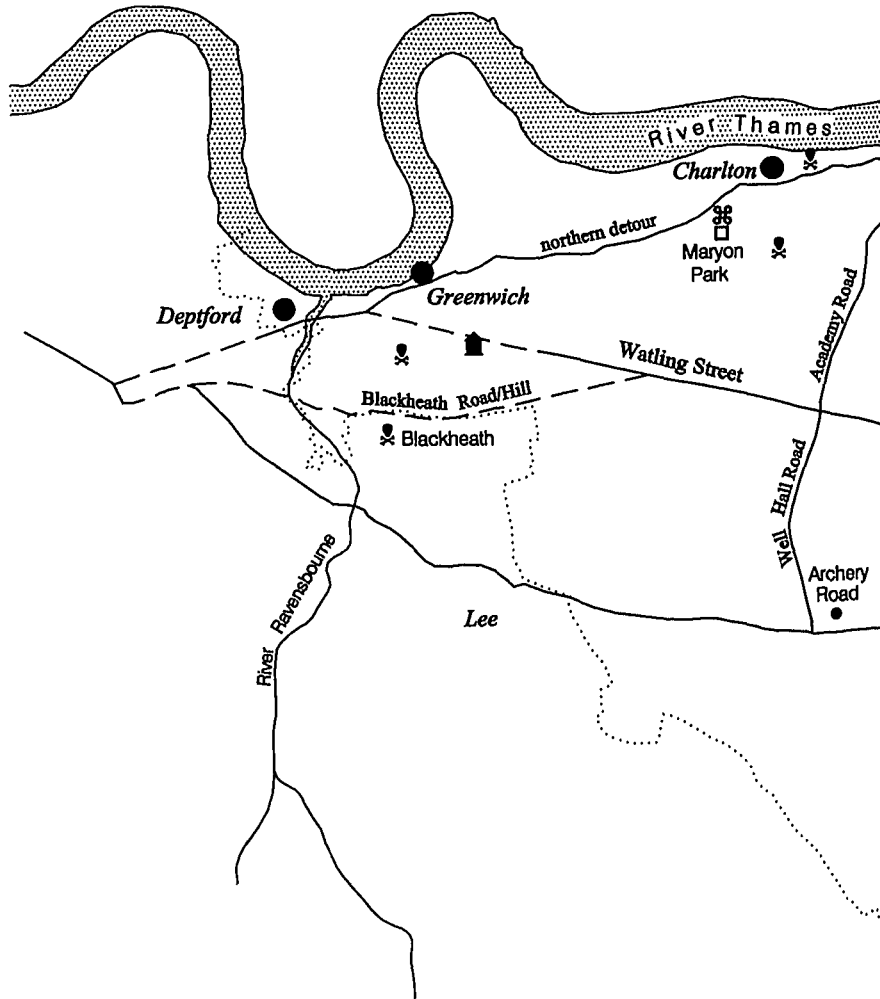 River Thames
Charlton
northern detour
Maryon
Park
Greenwich
Deptford
Academy Road
Watling Street
Blackheath Road/Hill
Blackheath
Well Hall Road
Archery
Road
River Ravensbourne
Lee